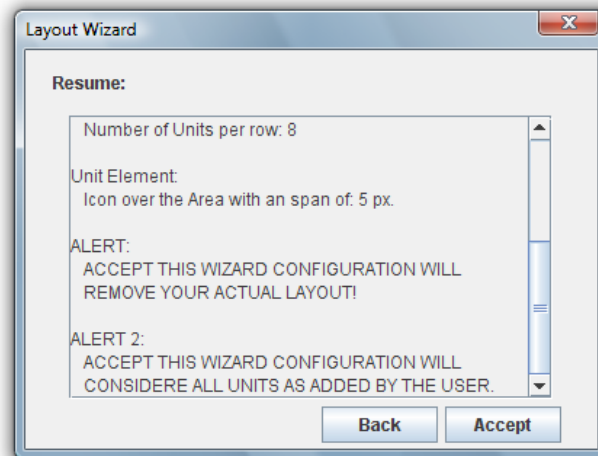 Layout Wizard
Resume:
Number of Units per row: 8
Unit Element:
Icon over the Area with an span of: 5 px.
ALERT:
ACCEPT THIS WIZARD CONFIGURATION WILL
REMOVE YOUR ACTUAL LAYOUT!
ALERT 2:
ACCEPT THIS WIZARD CONFIGURATION WILL
CONSIDERE ALL UNITS AS ADDED BY THE USER.
Back Accept